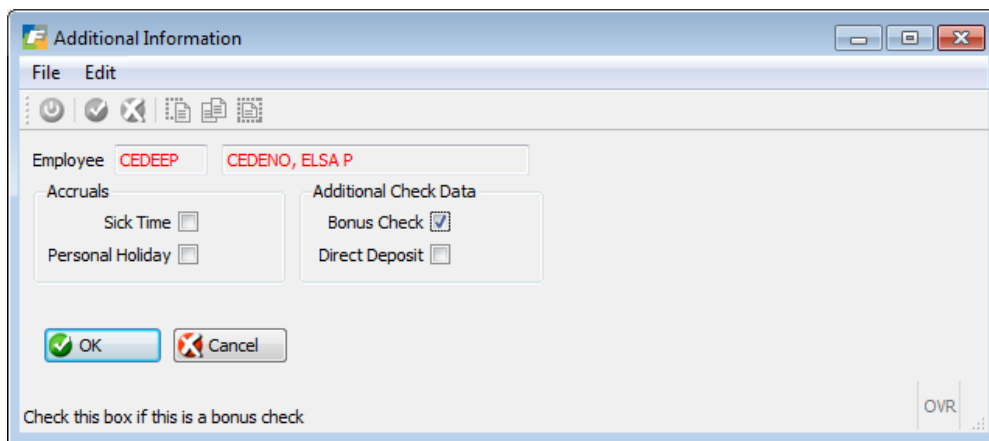 Additional Information
File Edit
Employee CEDEEP CEDENO, ELSA P
Accruals
Sick Time
Personal Holiday
Additional Check Data
Bonus Check
Direct Deposit
OK Cancel
Check this box if this is a bonus check
OVR